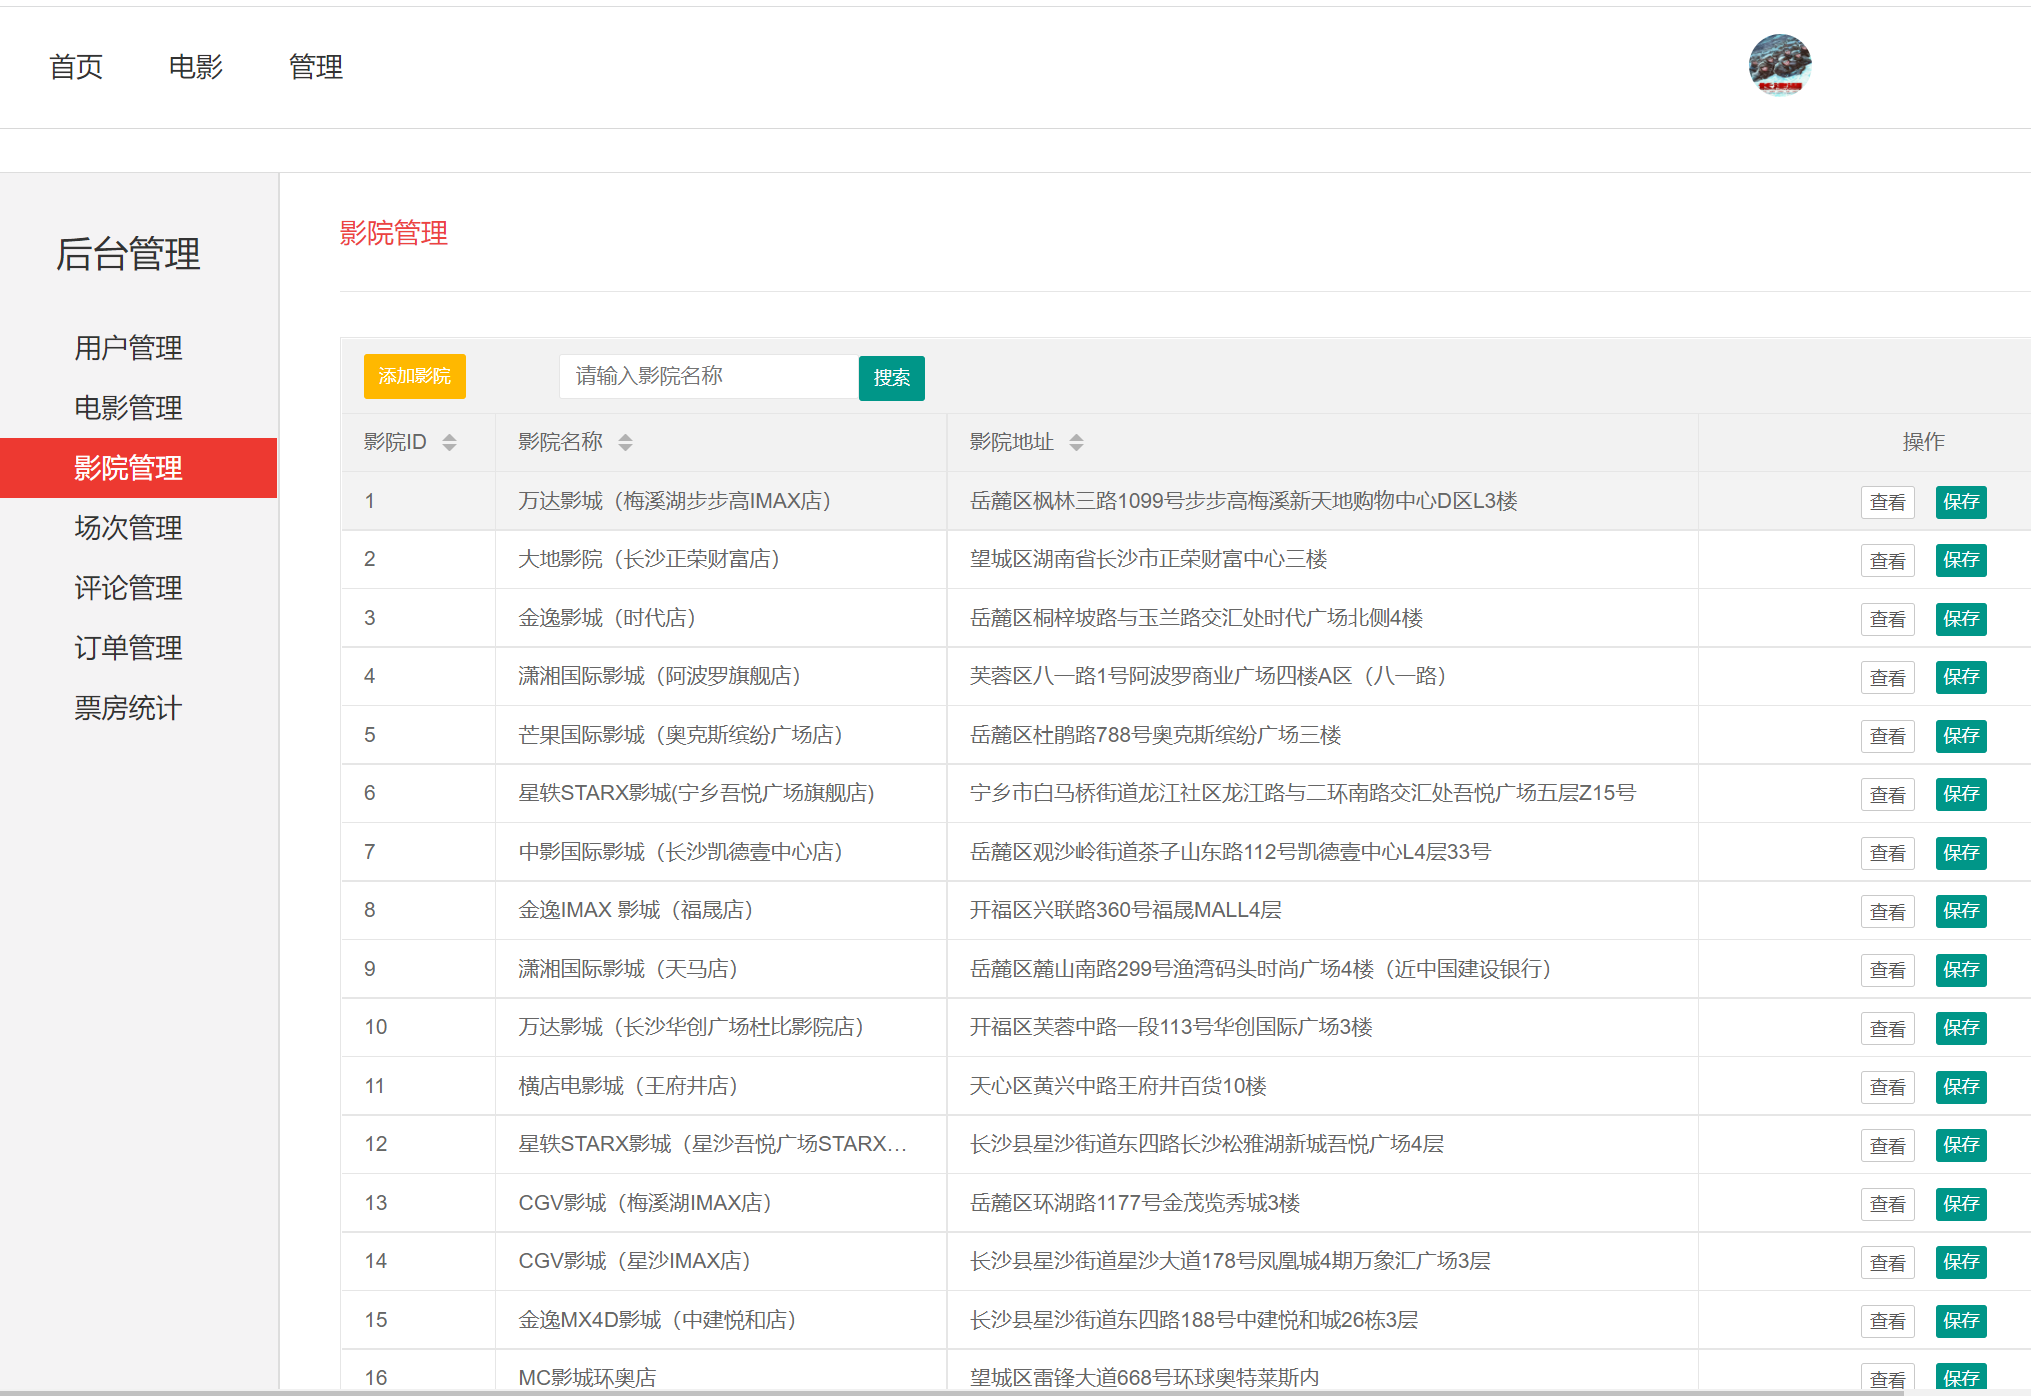 首页 电影 管理
后台管理
用户管理
电影管理
影院管理
场次管理
评论管理
订单管理
票房统计
影院管理
添加影院 请输入影院名称 搜索
影院ID 影院名称 影院地址 操作
1 万达影城（梅溪湖步步高IMAX店） 岳麓区枫林三路1099号步步高梅溪新天地购物中心D区L3楼 查看 保存
2 大地影院（长沙正荣财富店） 望城区湖南省长沙市正荣财富中心三楼 查看 保存
3 金逸影城（时代店） 岳麓区桐梓坡路与玉兰路交汇处时代广场北侧4楼 查看 保存
4 潇湘国际影城（阿波罗旗舰店） 芙蓉区八一路1号阿波罗商业广场四楼A区（八一路） 查看 保存
5 芒果国际影城（奥克斯缤纷广场店） 岳麓区杜鹃路788号奥克斯缤纷广场三楼 查看 保存
6 星轶STARX影城(宁乡吾悦广场旗舰店) 宁乡市白马桥街道龙江社区龙江路与二环南路交汇处吾悦广场五层Z15号 查看 保存
7 中影国际影城（长沙凯德壹中心店） 岳麓区观沙岭街道茶子山东路112号凯德壹中心L4层33号 查看 保存
8 金逸IMAX 影城（福晟店） 开福区兴联路360号福晟MALL4层 查看 保存
9 潇湘国际影城（天马店） 岳麓区麓山南路299号渔湾码头时尚广场4楼（近中国建设银行） 查看 保存
10 万达影城（长沙华创广场杜比影院店） 开福区芙蓉中路一段113号华创国际广场3楼 查看 保存
11 横店电影城（王府井店） 天心区黄兴中路王府井百货10楼 查看 保存
12 星轶STARX影城（星沙吾悦广场STARX... 长沙县星沙街道东四路长沙松雅湖新城吾悦广场4层 查看 保存
13 CGV影城（梅溪湖IMAX店） 岳麓区环湖路1177号金茂览秀城3楼 查看 保存
14 CGV影城（星沙IMAX店） 长沙县星沙街道星沙大道178号凤凰城4期万象汇广场3层 查看 保存
15 金逸MX4D影城（中建悦和店） 长沙县星沙街道东四路188号中建悦和城26栋3层 查看 保存
16 MC影城环奥店 望城区雷锋大道668号环球奥特莱斯内 查看 保存